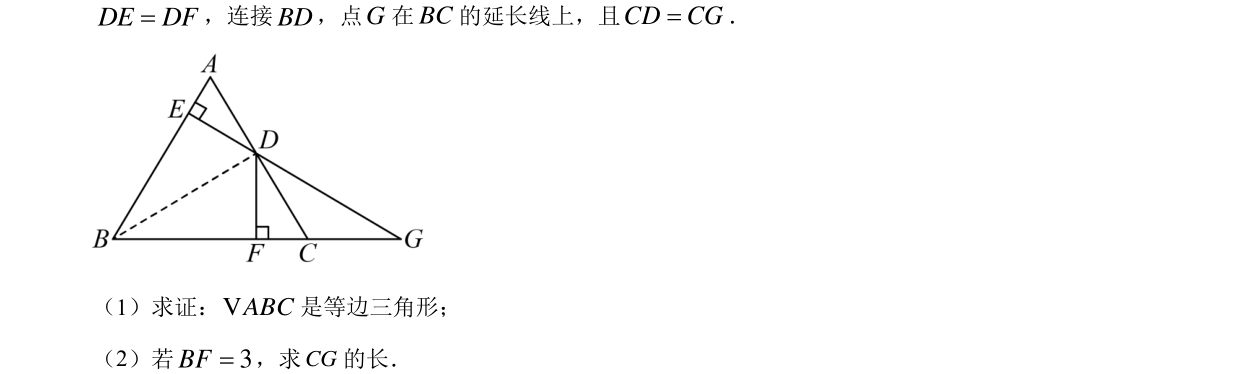 DE = DF，连接BD，点G在BC的延长线上，且CD = CG．
A
E
D
B
F
C
G
（1）求证：VABC是等边三角形；
（2）若BF = 3，求CG的长．